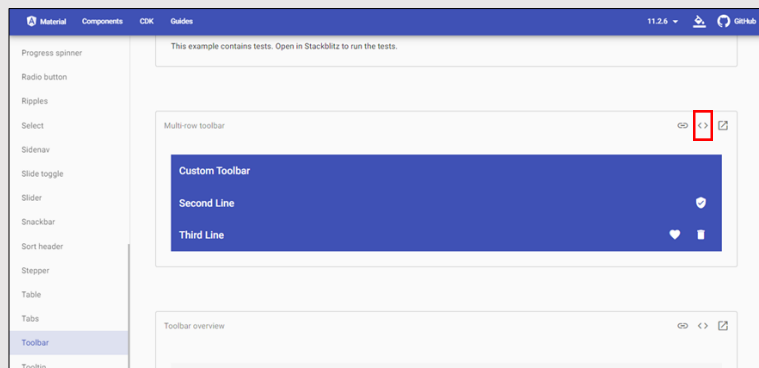 Material Components CDK Guides 11.2.6 GitHub
Progress spinner
Radio button
Ripples
Select
Sidenav
Slide toggle
Slider
Snackbar
Sort header
Stepper
Table
Tabs
Toolbar
Tooltip
This example contains tests. Open in Stackblitz to run the tests.
Multi-row toolbar
Custom Toolbar
Second Line
Third Line
Toolbar overview